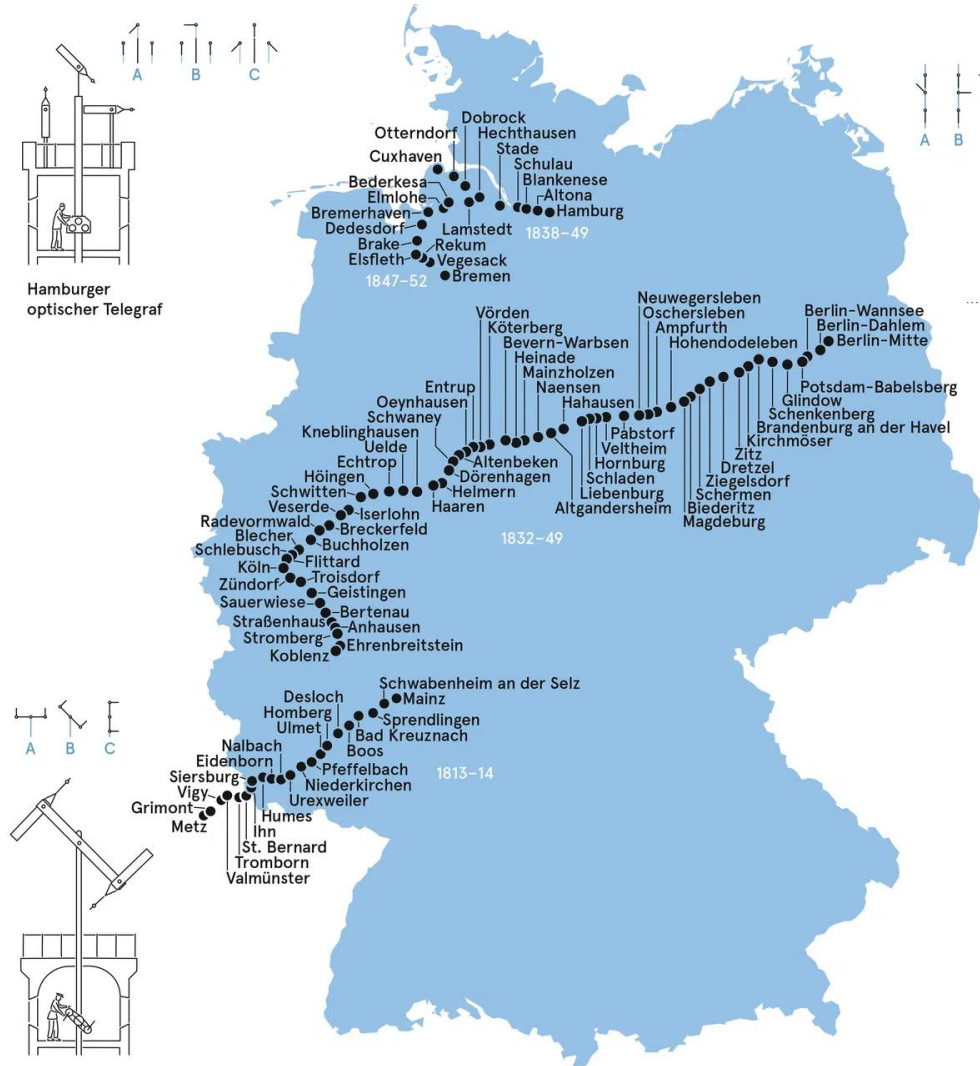 A B C
A B
Hamburger
optischer Telegraf
Dobrock
Otterndorf
Hechthausen
Stade
Cuxhaven
Schulau
Blankenese
Bederkesa
Altona
Elmlohe
Hamburg
Bremerhaven
Dedesdorf
Lamstedt
1838–49
Brake
Rekum
Elsfleth
Vegesack
1847–52
Bremen
Neuwegersleben
Oschersleben
Ampfurth
Hohendodeleben
Berlin-Wannsee
Berlin-Dahlem
Berlin-Mitte
Vörden
Köterberg
Bevern-Warbsen
Heinade
Mainzholzen
Naensen
Hahausen
Entrup
Oeynhausen
Schwaney
Kneblinghausen
Uelde
Echtrop
Höingen
Schwitten
Veserde
Iserlohn
Radevormwald
Breckerfeld
Blecher
Buchholzen
Schlebusch
Flittard
Köln
Zündorf
Troisdorf
Geistingen
Sauerwiese
Bertenau
Straßenhaus
Anhausen
Stromberg
Ehrenbreitstein
Koblenz
Altenbeken
Dörenhagen
Helmern
Haaren
Pabstorf
Veltheim
Hornburg
Schladen
Liebenburg
Altgandersheim
1832–49
Potsdam-Babelsberg
Glindow
Schenkenberg
Brandenburg an der Havel
Kirchmöser
Zitz
Dretzel
Ziegelsdorf
Schermen
Biederitz
Magdeburg
Schwabenheim an der Selz
Mainz
Desloch
Homberg
Sprendlingen
Ulmet
Bad Kreuznach
Boos
Nalbach
Eidenborn
Pfeffelbach
1813–14
Siersburg
Niederkirchen
Vigy
Urexweiler
Grimont
Humes
Metz
Ihn
St. Bernard
Tromborn
Valmünster
A B C